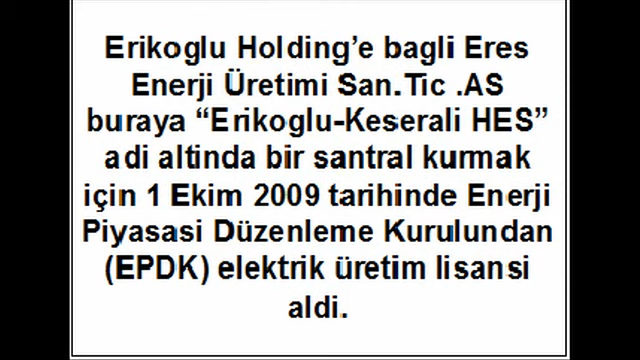 Erikoglu Holding’e bagli Eres
Enerji Üretimi San.Tic .AS
buraya “Erikoglu-Keserali HES”
adi altinda bir santral kurmak
için 1 Ekim 2009 tarihinde Enerji
Piyasasi Düzenleme Kurulundan
(EPDK) elektrik üretim lisansi
aldi.